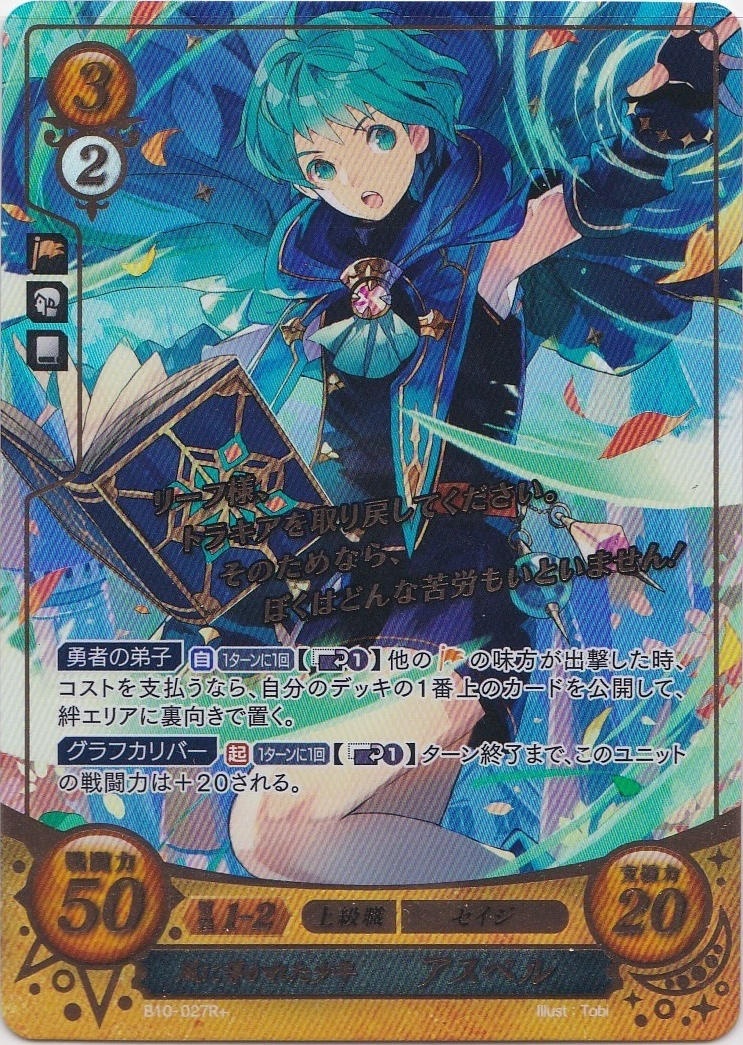 3
2
リーフ様、
トラキアを取り戻してください。
そのためなら、
ぼくはどんな苦労もいといません!
勇者の弟子 自 1ターンに1回【1】他の の味方が出撃した時、
コストを支払うなら、自分のデッキの1番上のカードを公開して、
絆エリアに裏向きで置く。
グラフカリバー 起 1ターンに1回【1】ターン終了まで、このユニット
の戦闘力は+20される。
戦闘力
50
射程 1-2 上級職 セイジ
支援力
20
アスベル
B10-027R+ Illust : Tobi